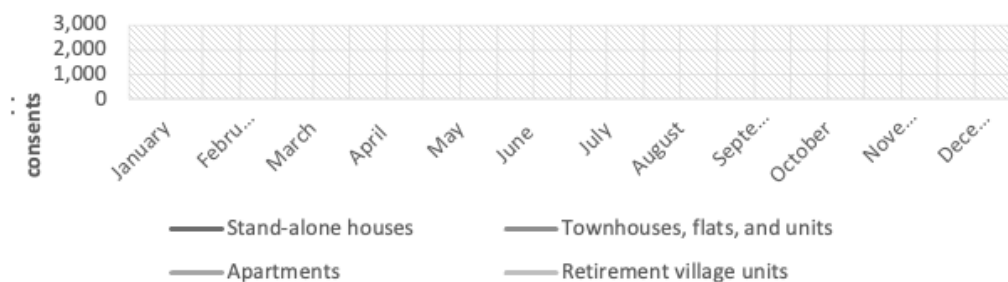 3,000
2,000
1,000
0
consents
January Febru... March April May June July August Septe... October Nove... Dece...
Stand-alone houses Townhouses, flats, and units
Apartments Retirement village units